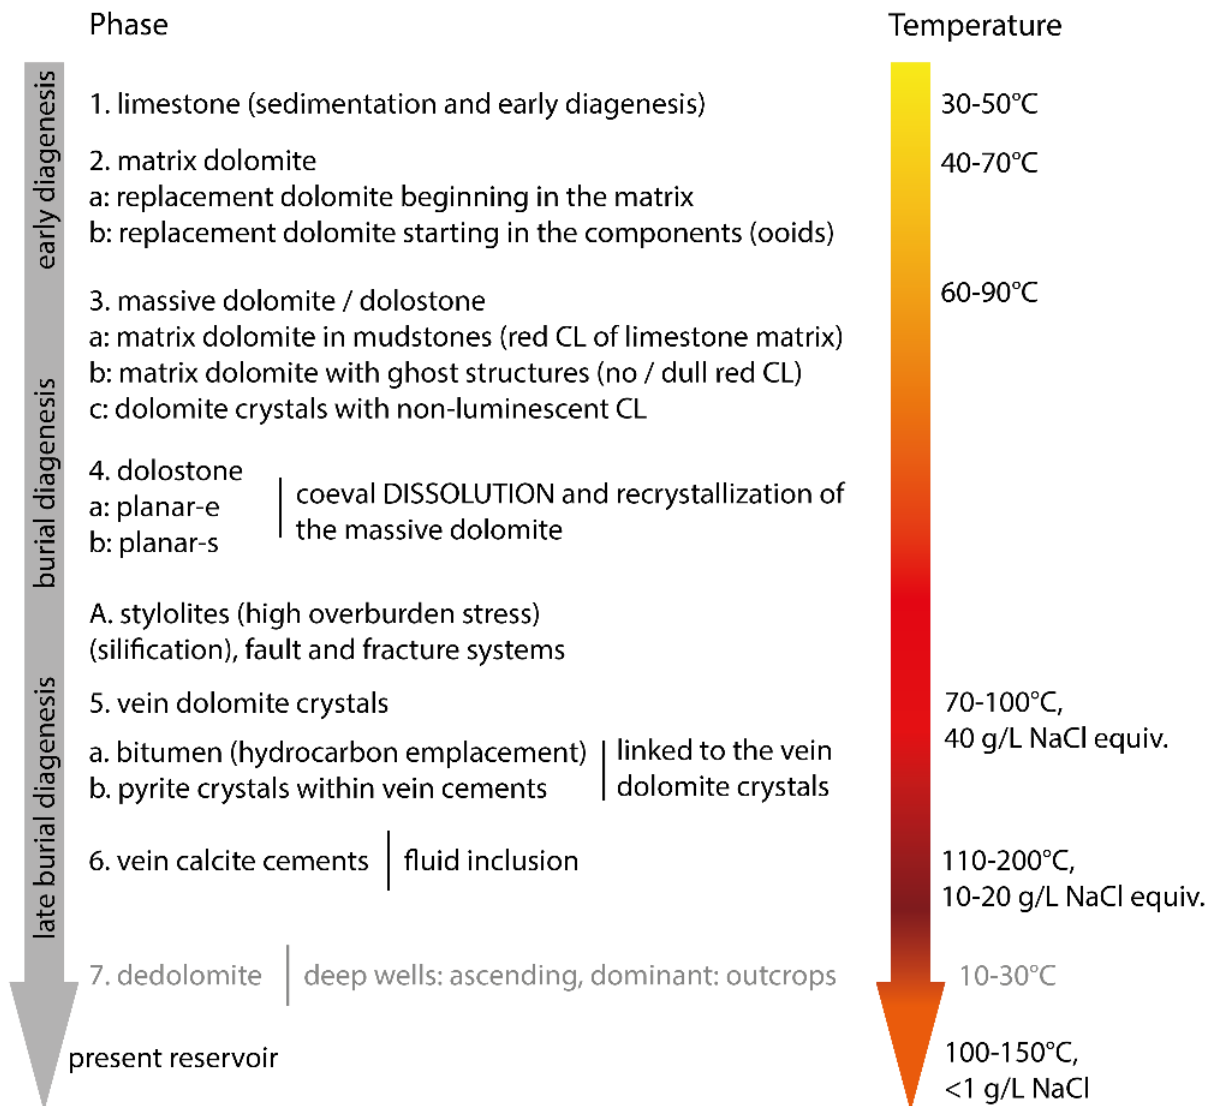 Phase
Temperature
early diagenesis
burial diagenesis
late burial diagenesis
1. limestone (sedimentation and early diagenesis)
30-50°C
2. matrix dolomite
40-70°C
a: replacement dolomite beginning in the matrix
b: replacement dolomite starting in the components (ooids)
3. massive dolomite / dolostone
60-90°C
a: matrix dolomite in mudstones (red CL of limestone matrix)
b: matrix dolomite with ghost structures (no / dull red CL)
c: dolomite crystals with non-luminescent CL
4. dolostone
a: planar-e
b: planar-s
coeval DISSOLUTION and recrystallization of
the massive dolomite
A. stylolites (high overburden stress)
(silification), fault and fracture systems
5. vein dolomite crystals
70-100°C,
40 g/L NaCl equiv.
a. bitumen (hydrocarbon emplacement)
b. pyrite crystals within vein cements
linked to the vein
dolomite crystals
6. vein calcite cements
fluid inclusion
110-200°C,
10-20 g/L NaCl equiv.
7. dedolomite
deep wells: ascending, dominant: outcrops
10-30°C
present reservoir
100-150°C,
<1 g/L NaCl